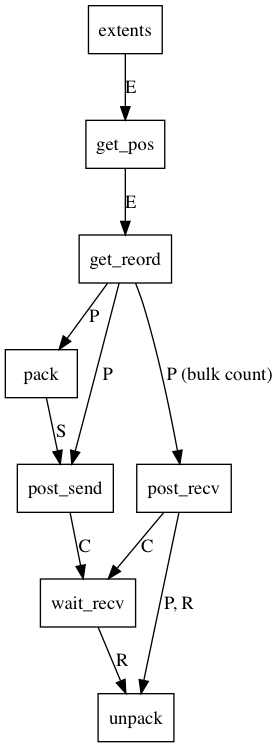 extents
E
get_pos
E
get_reord
P
P
P (bulk count)
pack
S
post_send
post_recv
C
C
wait_recv
P, R
R
unpack